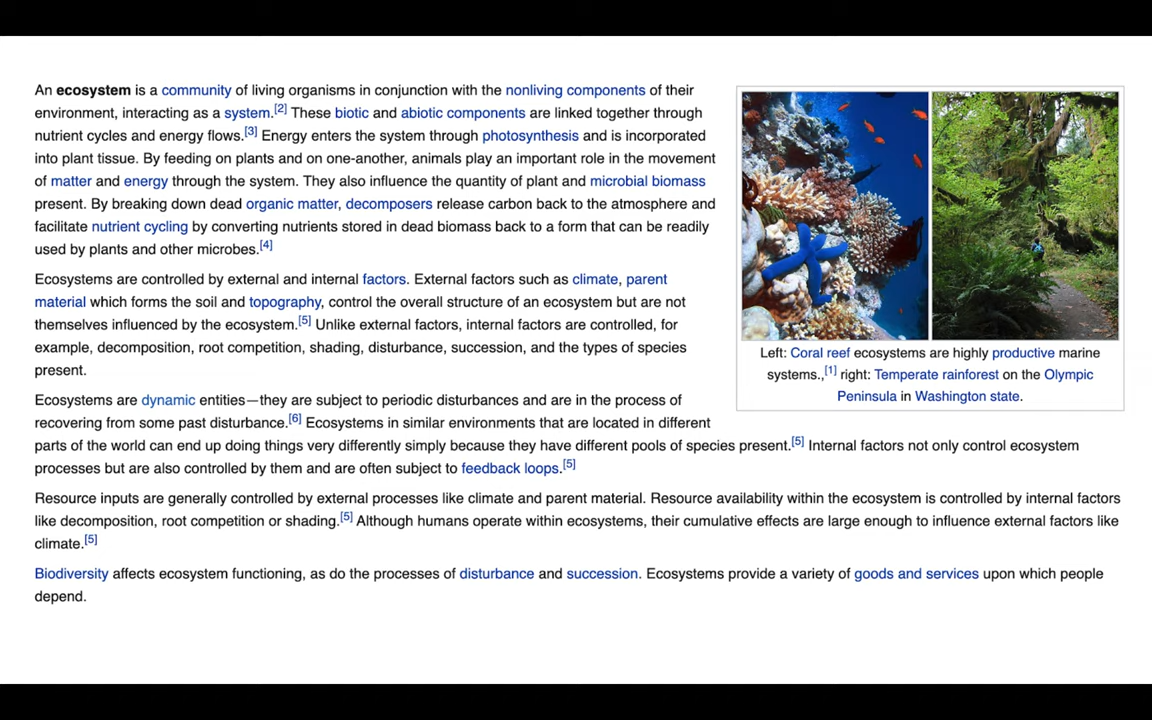 An ecosystem is a community of living organisms in conjunction with the nonliving components of their
environment, interacting as a system.[2] These biotic and abiotic components are linked together through
nutrient cycles and energy flows.[3] Energy enters the system through photosynthesis and is incorporated
into plant tissue. By feeding on plants and on one-another, animals play an important role in the movement
of matter and energy through the system. They also influence the quantity of plant and microbial biomass
present. By breaking down dead organic matter, decomposers release carbon back to the atmosphere and
facilitate nutrient cycling by converting nutrients stored in dead biomass back to a form that can be readily
used by plants and other microbes.[4]
Ecosystems are controlled by external and internal factors. External factors such as climate, parent
material which forms the soil and topography, control the overall structure of an ecosystem but are not
themselves influenced by the ecosystem.[5] Unlike external factors, internal factors are controlled, for
example, decomposition, root competition, shading, disturbance, succession, and the types of species
present.
Ecosystems are dynamic entities—they are subject to periodic disturbances and are in the process of
recovering from some past disturbance.[6] Ecosystems in similar environments that are located in different
parts of the world can end up doing things very differently simply because they have different pools of species present.[5] Internal factors not only control ecosystem
processes but are also controlled by them and are often subject to feedback loops.[5]
Resource inputs are generally controlled by external processes like climate and parent material. Resource availability within the ecosystem is controlled by internal factors
like decomposition, root competition or shading.[5] Although humans operate within ecosystems, their cumulative effects are large enough to influence external factors like
climate.[5]
Biodiversity affects ecosystem functioning, as do the processes of disturbance and succession. Ecosystems provide a variety of goods and services upon which people
depend.
Left: Coral reef ecosystems are highly productive marine
systems.,[1] right: Temperate rainforest on the Olympic
Peninsula in Washington state.